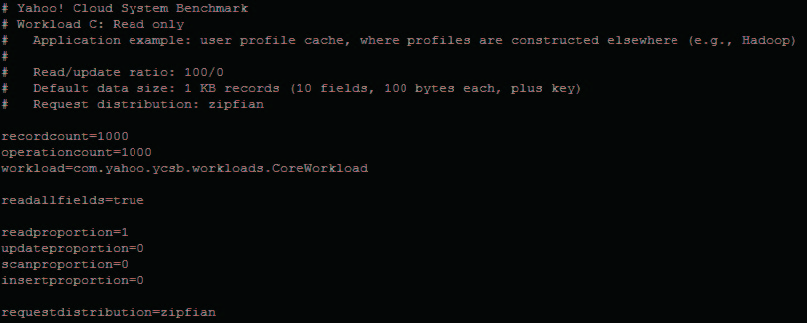 # Yahoo! Cloud System Benchmark
# Workload C: Read only
#   Application example: user profile cache, where profiles are constructed elsewhere (e.g., Hadoop)
#
#   Read/update ratio: 100/0
#   Default data size: 1 KB records (10 fields, 100 bytes each, plus key)
#   Request distribution: zipfian
recordcount=1000
operationcount=1000
workload=com.yahoo.ycsb.workloads.CoreWorkload
readallfields=true
readproportion=1
updateproportion=0
scanproportion=0
insertproportion=0
requestdistribution=zipfian